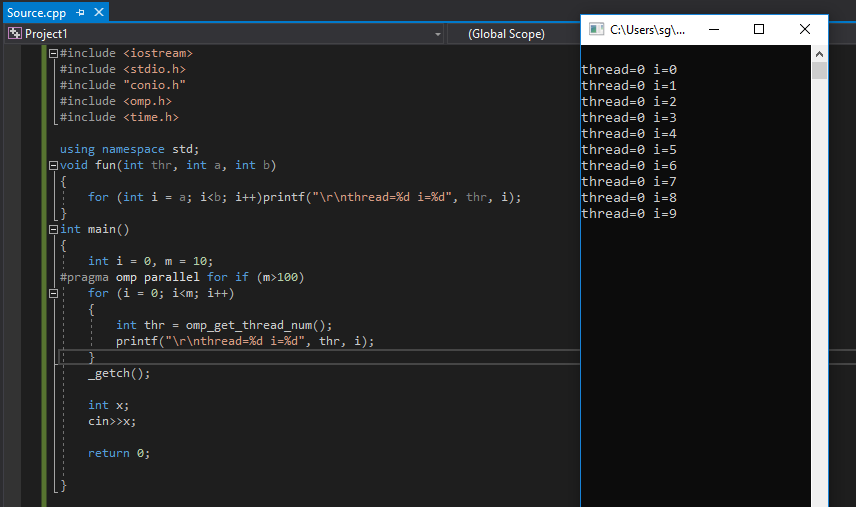 Source.cpp
Project1
(Global Scope)
#include <iostream>
#include <stdio.h>
#include "conio.h"
#include <omp.h>
#include <time.h>
using namespace std;
void fun(int thr, int a, int b)
{
for (int i = a; i<b; i++)printf("\r\nthread=%d i=%d", thr, i);
}
int main()
{
int i = 0, m = 10;
#pragma omp parallel for if (m>100)
for (i = 0; i<m; i++)
{
int thr = omp_get_thread_num();
printf("\r\nthread=%d i=%d", thr, i);
}
_getch();
int x;
cin>>x;
return 0;
}
C:\Users\sg\...
thread=0 i=0
thread=0 i=1
thread=0 i=2
thread=0 i=3
thread=0 i=4
thread=0 i=5
thread=0 i=6
thread=0 i=7
thread=0 i=8
thread=0 i=9